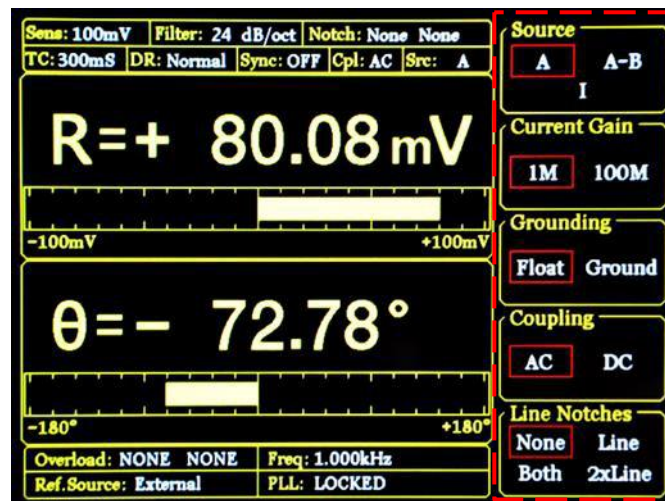 Sens: 100mV Filter: 24 dB/oct Notch: None None
TC: 300mS DR: Normal Sync: OFF Cpl: AC Src: A
R=+ 80.08 mV
-100mV +100mV
θ=- 72.78°
-180° +180°
Overload: NONE NONE Freq: 1.000kHz
Ref.Source: External PLL: LOCKED
Source
A A-B
I
Current Gain
1M 100M
Grounding
Float Ground
Coupling
AC DC
Line Notches
None Line
Both 2xLine